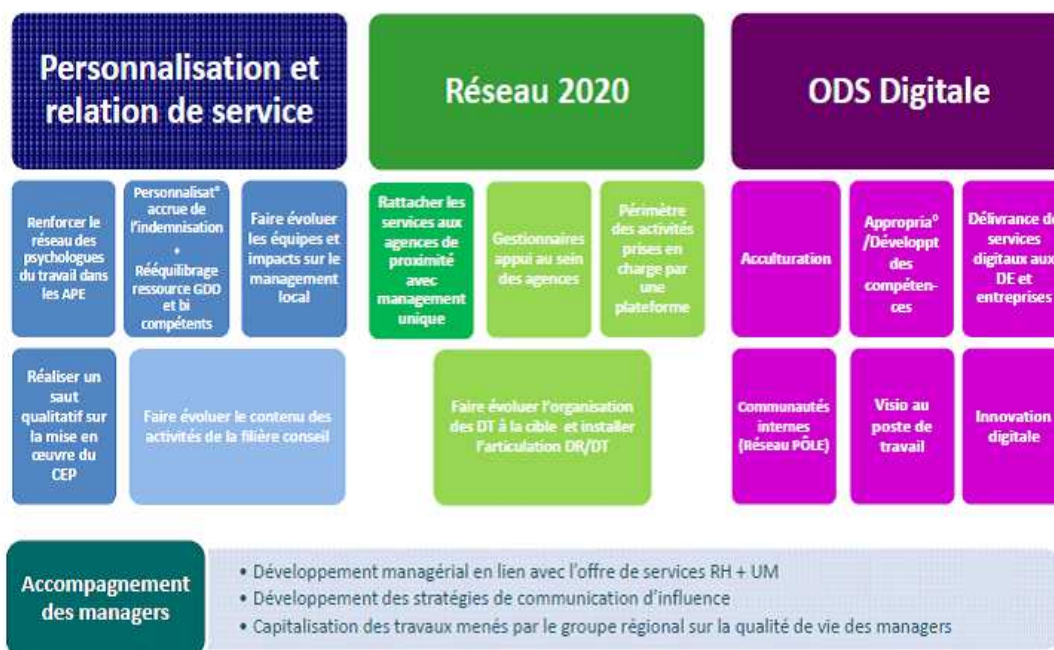 Personnalisation et
relation de service
Réseau 2020
ODS Digitale
Renforcer le
réseau des
psychologues
du travail dans
les APE
Personnalisat°
accrue de
l'indemnisation
+
Rééquilibrage
ressource GDD
et bi
compétents
Faire évoluer
les équipes et
impacts sur le
management
local
Rattacher les
services aux
agences de
proximité
avec
management
unique
Gestionnaires
appui au sein
des agences
Périmètre
des activités
prises en
charge par
une
plateforme
Acculturation
Appropria°
/Développt
des
compéten-
ces
Délivrance de
services
digitaux aux
DE et
entreprises
Réaliser un
saut
qualitatif sur
la mise en
œuvre du
CEP
Faire évoluer le contenu des
activités de la filière conseil
Faire évoluer l'organisation
des DT à la cible et installer
l'articulation DR/DT
Communautés
internes
(Réseau PÔLE)
Visio au
poste de
travail
Innovation
digitale
Accompagnement
des managers
• Développement managérial en lien avec l'offre de services RH + UM
• Développement des stratégies de communication d'influence
• Capitalisation des travaux menés par le groupe régional sur la qualité de vie des managers